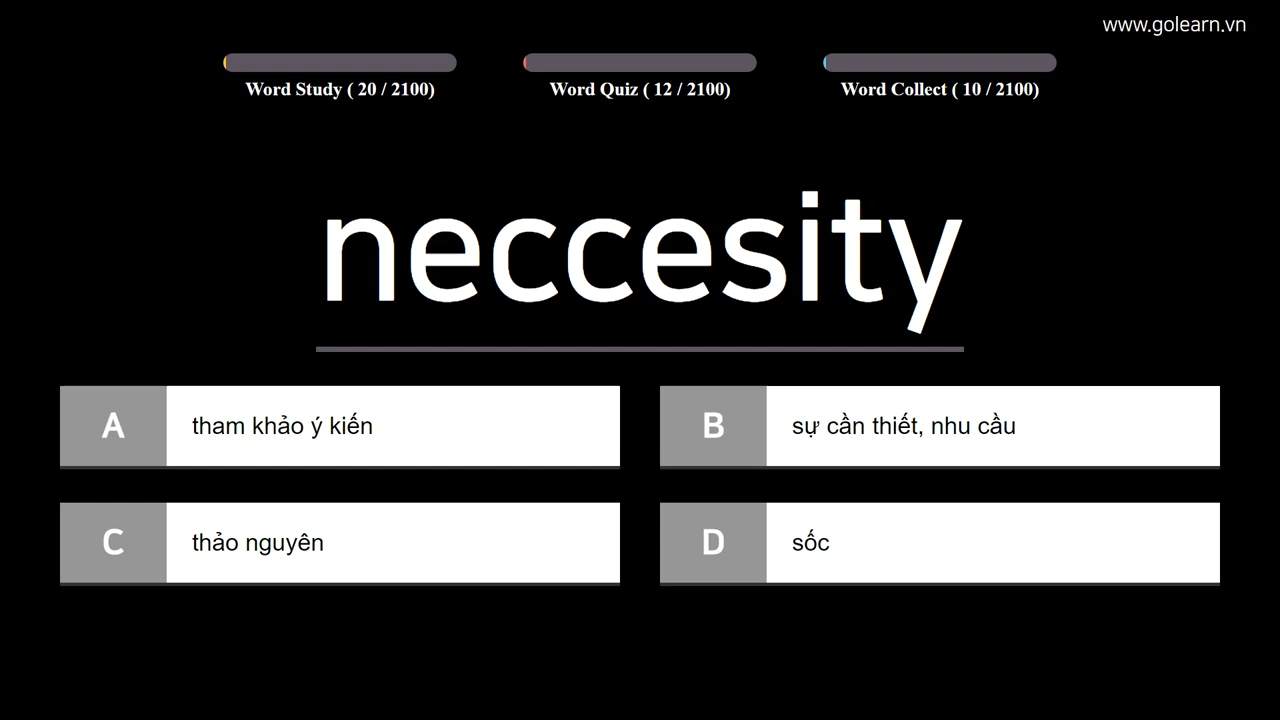 www.golearn.vn
Word Study ( 20 / 2100)
Word Quiz ( 12 / 2100)
Word Collect ( 10 / 2100)
neccesity
A tham khảo ý kiến
B sự cần thiết, nhu cầu
C thảo nguyên
D sốc